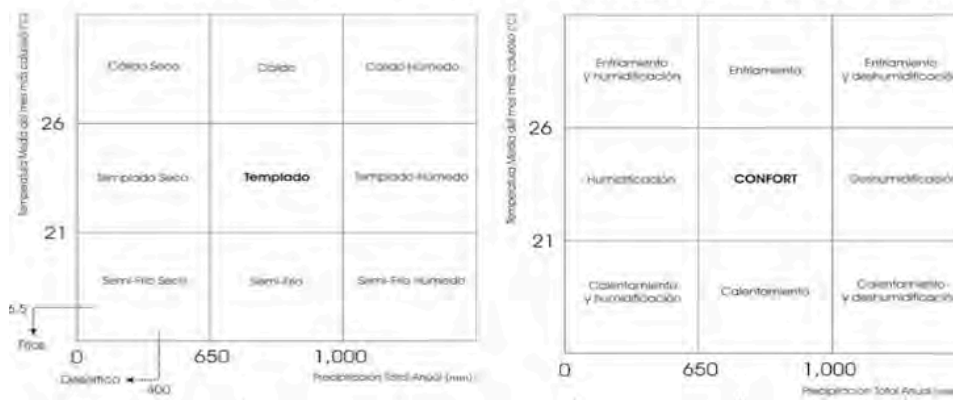 Temperatura Media del mes más caluroso (°C)
Cálido Seco
Cálido
Cálido Húmedo
26
Templado Seco
Templado
Templado Húmedo
21
Semi-Frío Seco
Semi-Frío
Semi-Frío Húmedo
Fríos
0
650
1,000
Desértico
400
Precipitación Total Anual (mm)
Temperatura Media del mes más caluroso (°C)
Enfriamiento
y humidificación
Enfriamiento
Enfriamiento
y deshumidificación
26
Humidificación
CONFORT
Deshumidificación
21
Calentamiento
y humidificación
Calentamiento
Calentamiento
y deshumidificación
0
650
1,000
Precipitación Total Anual